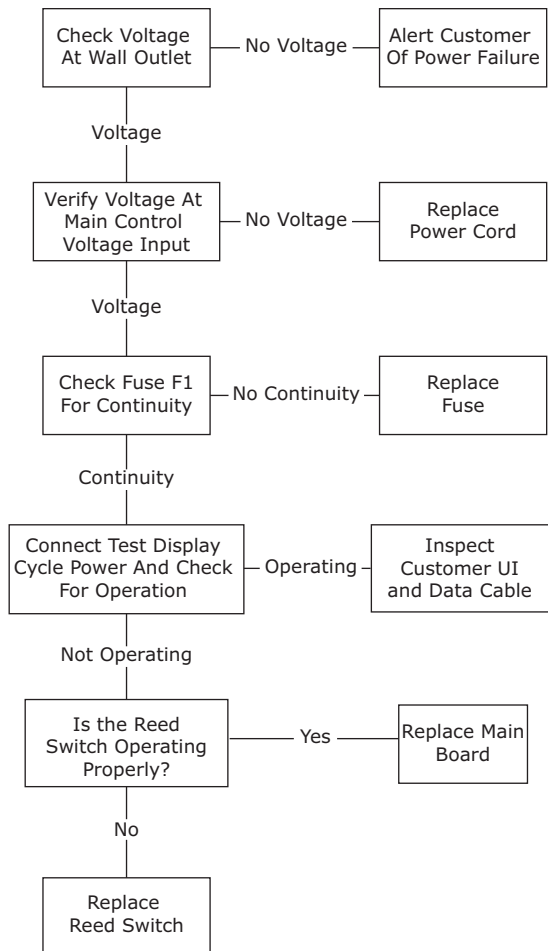 Check Voltage
At Wall Outlet
No Voltage
Alert Customer
Of Power Failure
Voltage
Verify Voltage At
Main Control
Voltage Input
No Voltage
Replace
Power Cord
Voltage
Check Fuse F1
For Continuity
No Continuity
Replace
Fuse
Continuity
Connect Test Display
Cycle Power And Check
For Operation
Operating
Inspect
Customer UI
and Data Cable
Not Operating
Is the Reed
Switch Operating
Properly?
Yes
Replace Main
Board
No
Replace
Reed Switch